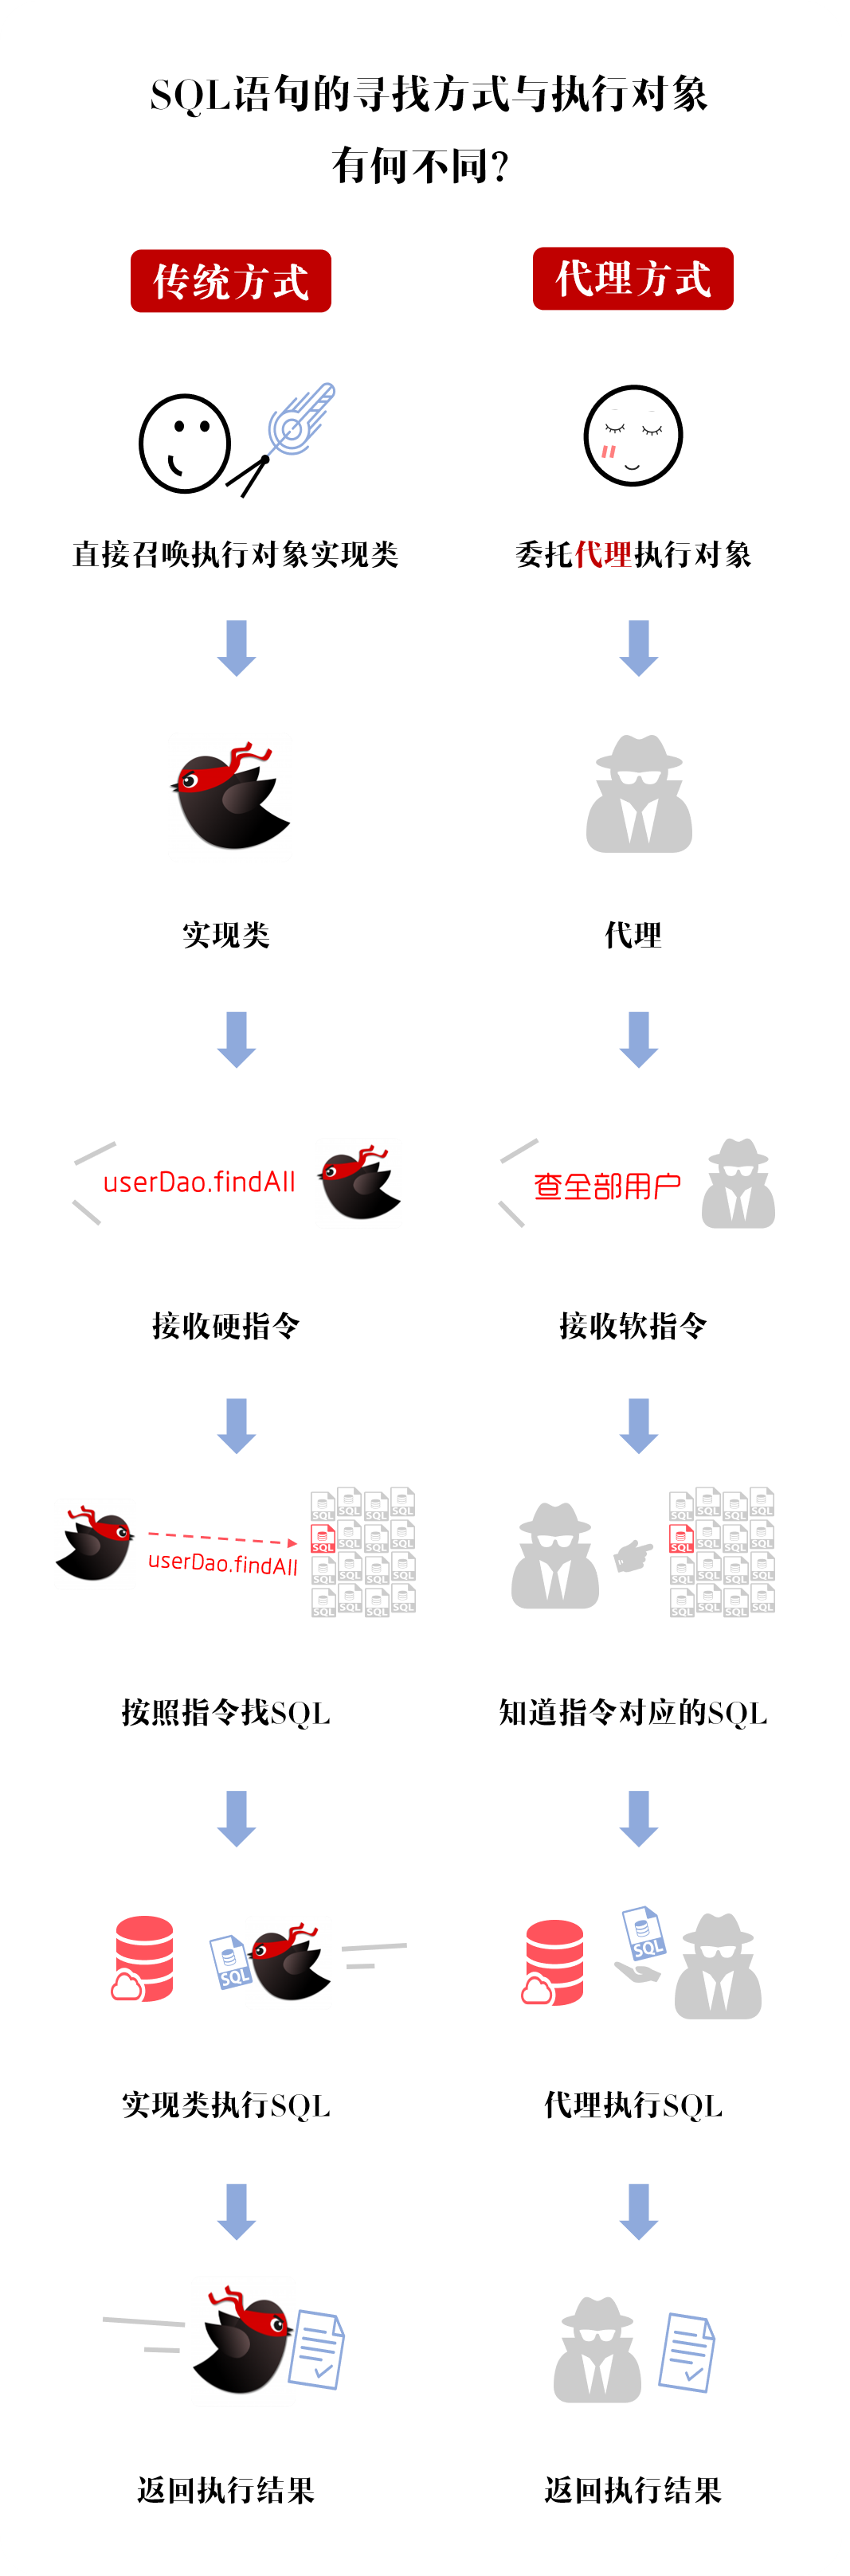 SQL语句的寻找方式与执行对象
有何不同?
传统方式
代理方式
直接召唤执行对象实现类
委托代理执行对象
实现类
代理
userDao.findAll
查全部用户
接收硬指令
接收软指令
userDao.findAll
SQL SQL SQL SQL
SQL SQL SQL SQL
SQL SQL SQL SQL
SQL SQL SQL SQL
SQL SQL SQL SQL
SQL SQL SQL SQL
SQL SQL SQL SQL
SQL SQL SQL SQL
按照指令找SQL
知道指令对应的SQL
SQL
SQL
实现类执行SQL
代理执行SQL
返回执行结果
返回执行结果